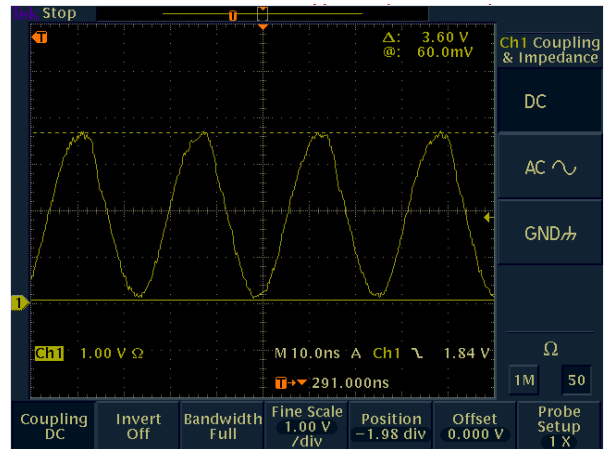 Tek Stop
T
Δ: 3.60 V
@: 60.0mV
Ch1 Coupling
& Impedance
DC
AC
GND
1
Ch1 1.00 V Ω
M 10.0ns A Ch1 1.84 V
T 291.000ns
Ω
1M 50
Coupling
DC
Invert
Off
Bandwidth
Full
Fine Scale
1.00 V
/div
Position
−1.98 div
Offset
0.000 V
Probe
Setup
1 X